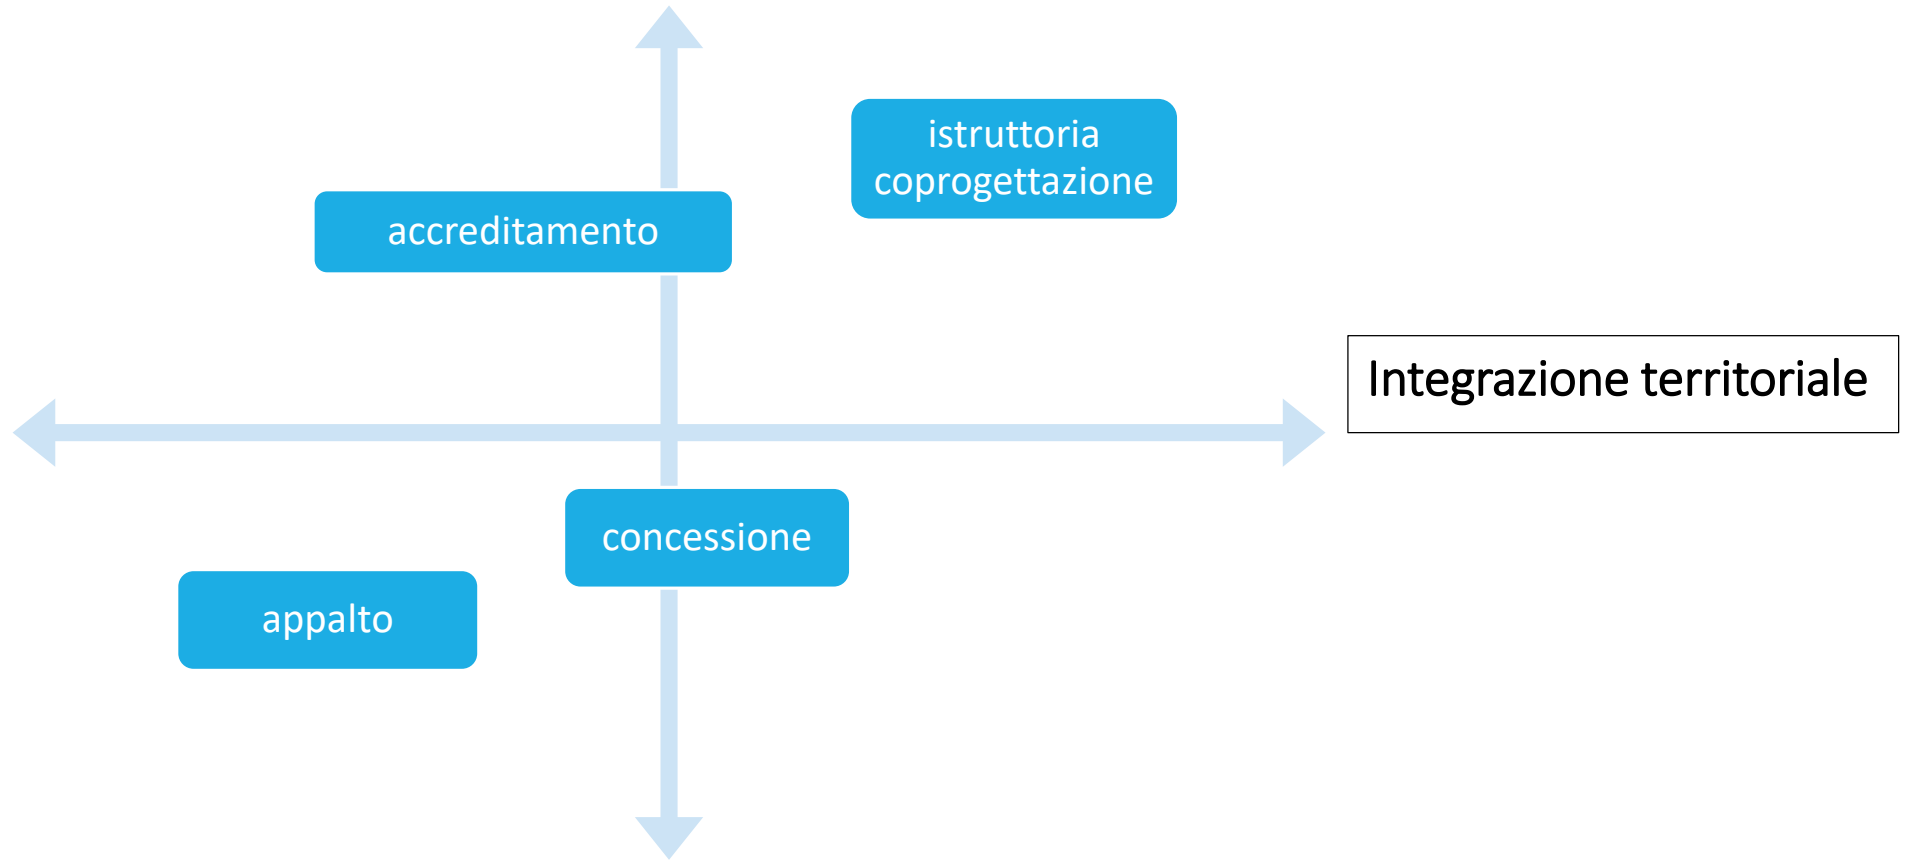 istruttoria
coprogettazione
accreditamento
Integrazione territoriale
concessione
appalto